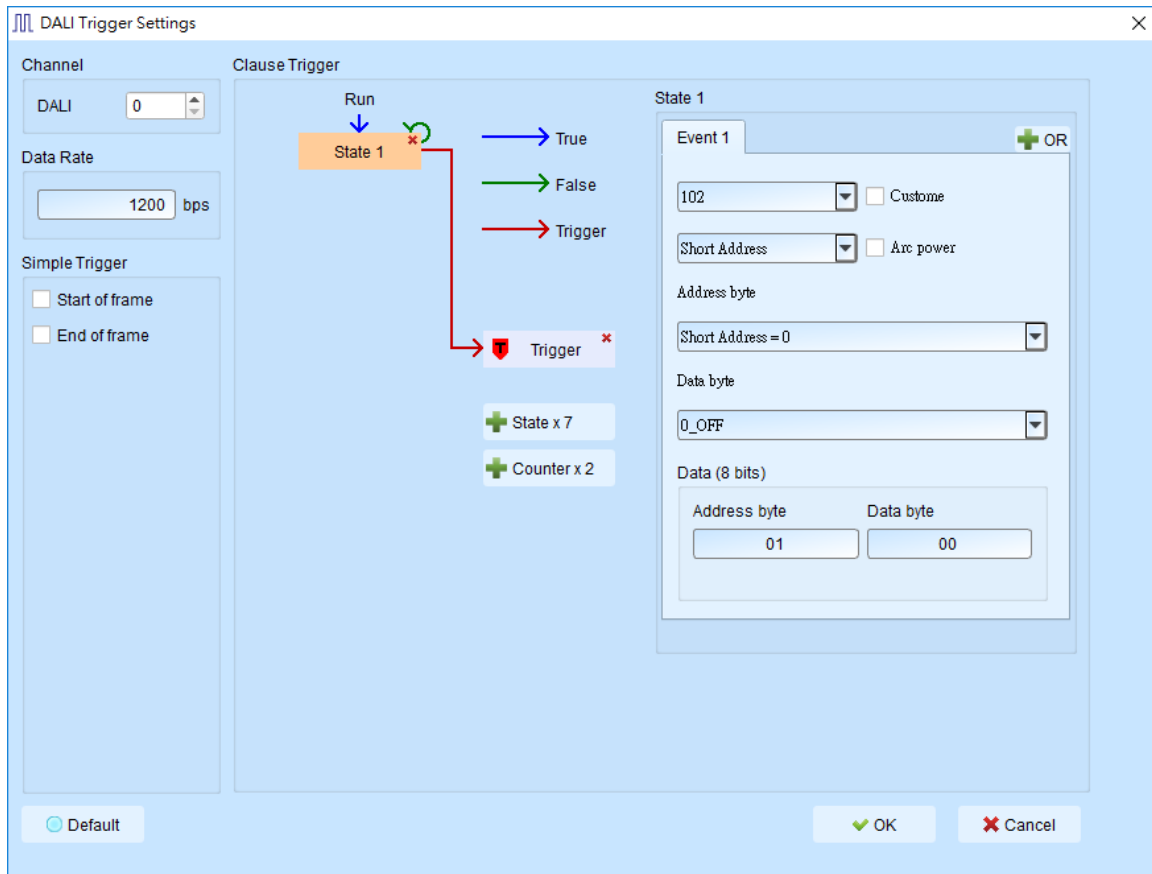 DALI Trigger Settings
Channel
DALI 0
Data Rate
1200 bps
Simple Trigger
Start of frame
End of frame
Clause Trigger
Run
State 1
True
False
Trigger
T Trigger
State x 7
Counter x 2
State 1
Event 1
OR
102 Custome
Short Address Arc power
Address byte
Short Address = 0
Data byte
0_OFF
Data (8 bits)
Address byte Data byte
01 00
Default
OK
Cancel